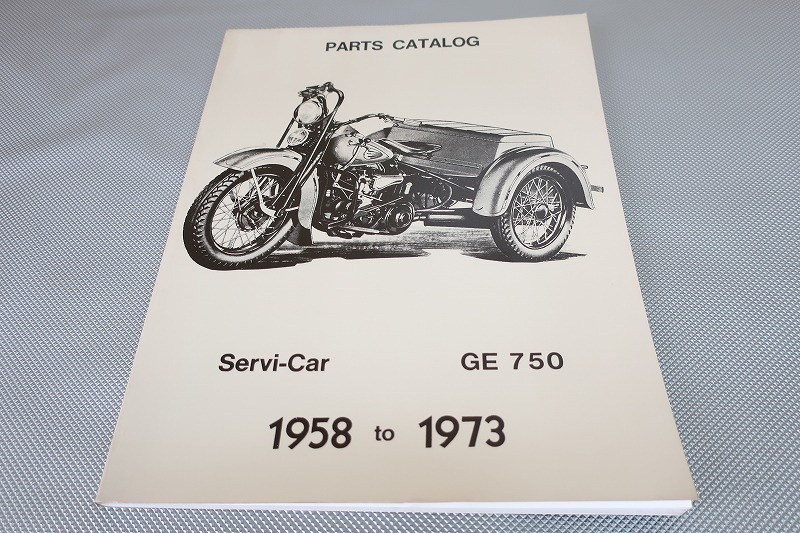 PARTS CATALOG
Servi-Car GE 750
1958 to 1973